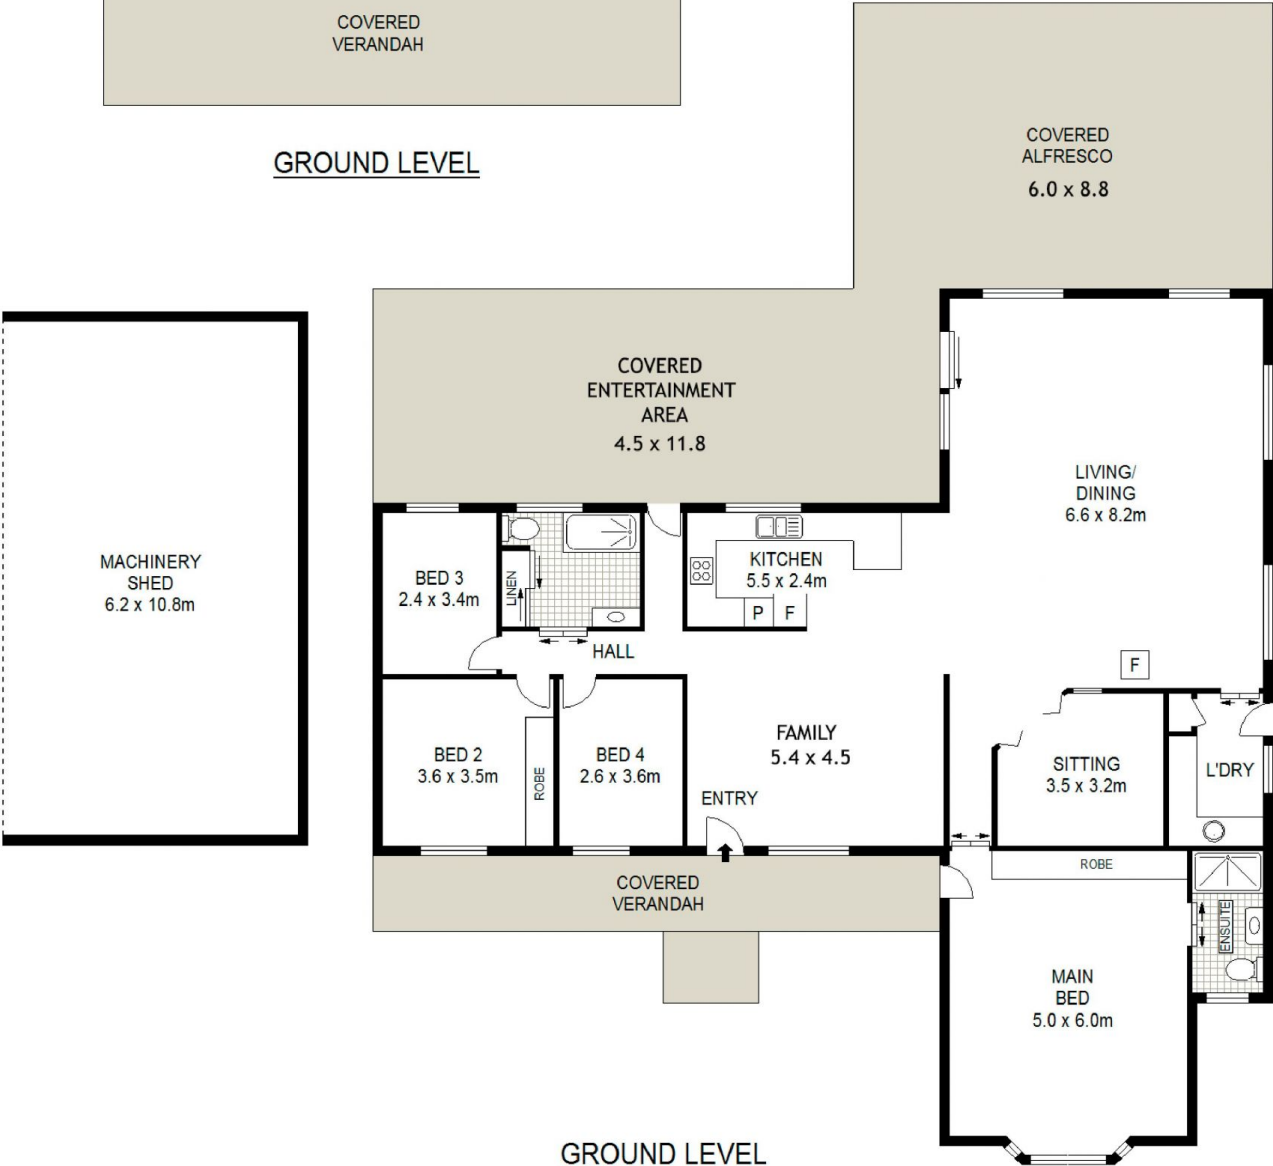 COVERED
VERANDAH
GROUND LEVEL
COVERED
ALFRESCO
6.0 x 8.8
COVERED
ENTERTAINMENT
AREA
4.5 x 11.8
LIVING/
DINING
6.6 x 8.2m
MACHINERY
SHED
6.2 x 10.8m
BED 3
2.4 x 3.4m
LINEN
KITCHEN
5.5 x 2.4m
P
F
HALL
F
FAMILY
5.4 x 4.5
BED 2
3.6 x 3.5m
ROBE
BED 4
2.6 x 3.6m
ENTRY
SITTING
3.5 x 3.2m
L'DRY
COVERED
VERANDAH
ROBE
ENSUITE
MAIN
BED
5.0 x 6.0m
GROUND LEVEL